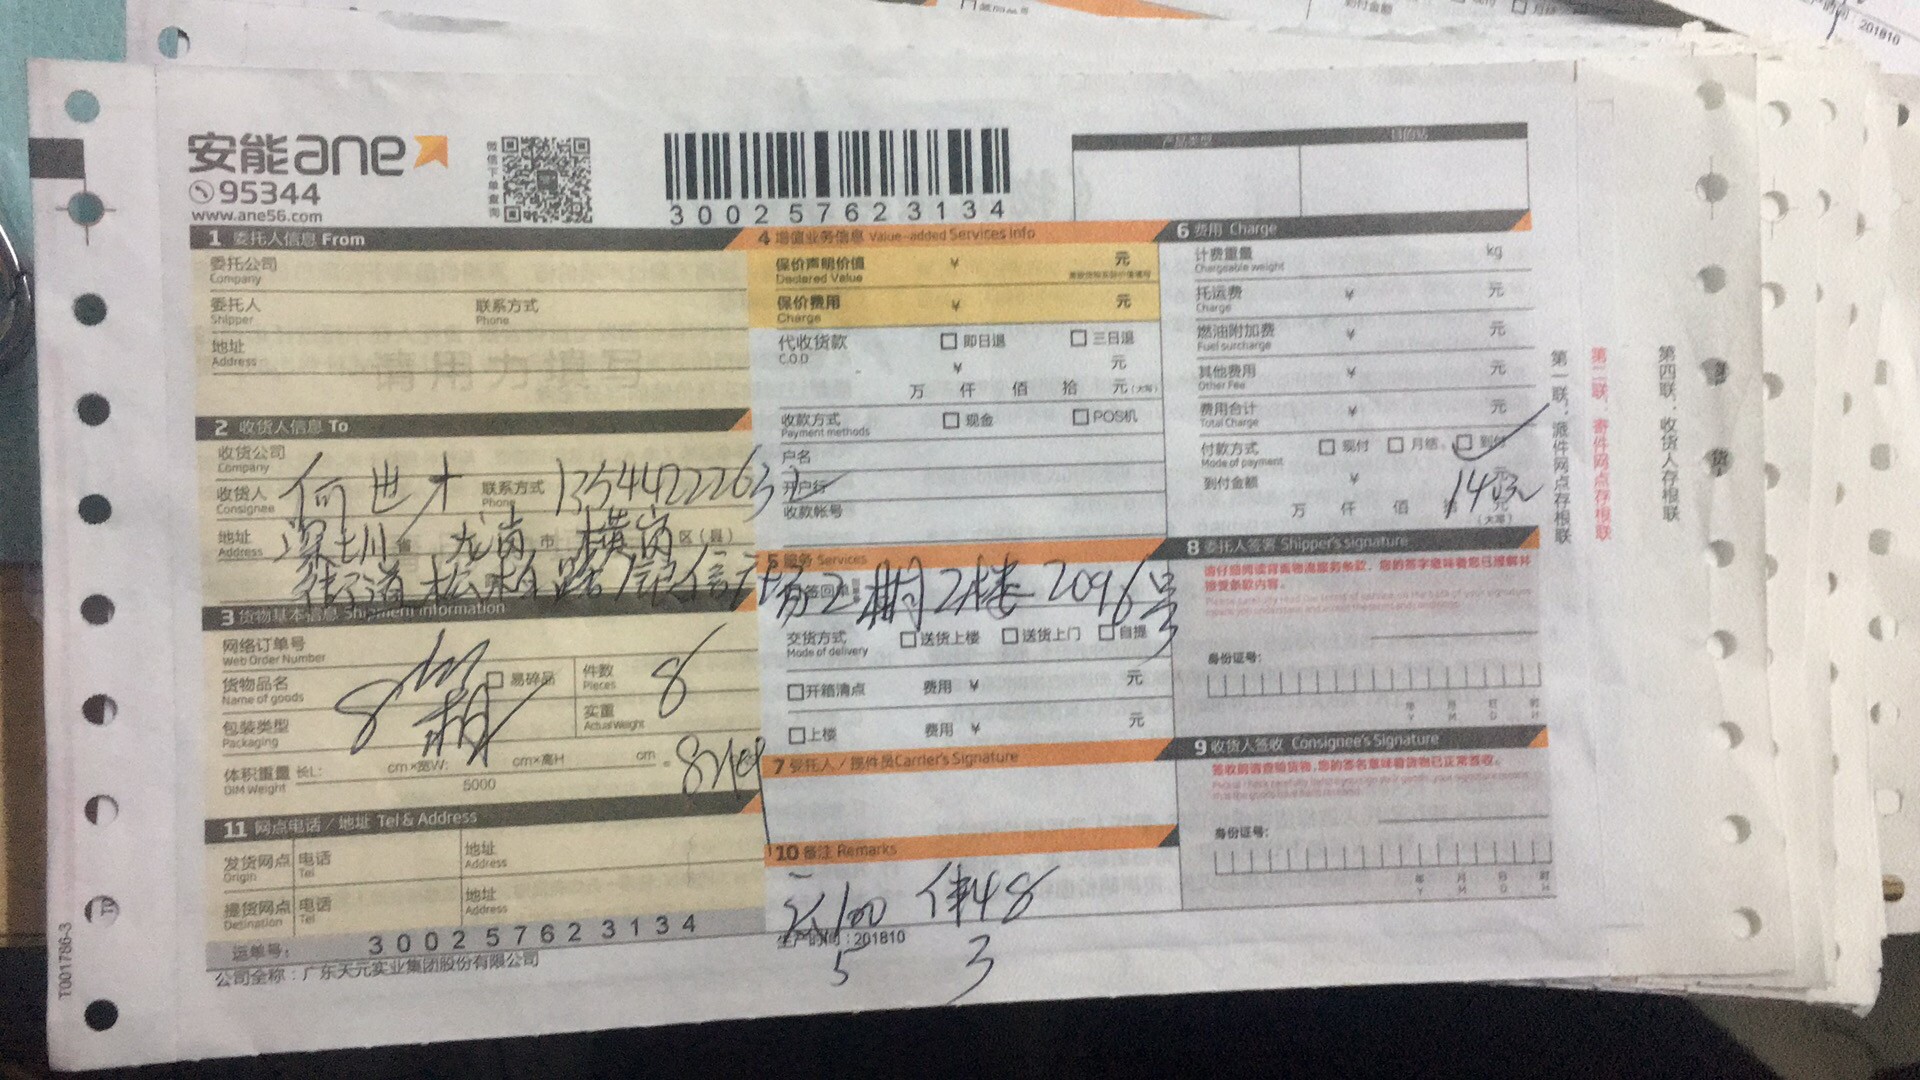 安能ane
95344
www.ane56.com
微信下单查询
300257623134
产品类型
目的站
1 委托人信息 From
委托公司
Company
委托人
Shipper
联系方式
Phone
地址
Address
2 收货人信息 To
收货公司
Company
收货人
Consignee
何世才
联系方式
Phone
地址
Address
深圳 省 龙岗 市 横岗 区(县)
街道松柏路
2期2楼2096号
3 货物基本信息 Shipment Information
网络订单号
Web Order Number
货物品名
Name of goods
易碎品
件数
Pieces
8
包装类型
Packaging
8
实重
Actual Weight
体积重量
DIM Weight
长L: cm×宽W: cm×高H cm =
5000
11 网点电话/地址 Tel & Address
发货网点
Origin
电话
Tel
地址
Address
提货网点
Desination
电话
Tel
地址
Address
运单号: 300257623134
公司全称:广东天元实业集团股份有限公司
T001786-3
4 增值业务信息 Value-added Services Info
保价声明价值 ¥ 元
Declared Value
保价费用 ¥ 元
Charge
代收货款 即日退 三日退
C.O.D
¥ 元
万 仟 佰 拾 元(大写)
收款方式 现金 POS机
Payment methods
户名
开户行
收款帐号
5 服务 Services
签回单
交货方式 送货上楼 送货上门 自提
Mode of delivery
开箱清点 费用 ¥ 元
上楼 费用 ¥ 元
7 受托人/揽件员Carrier's Signature
10 备注 Remarks
100
48
生产时间:201810
5
3
6 费用 Charge
计费重量 kg
Chargeable weight
托运费 ¥ 元
Charge
燃油附加费 ¥ 元
Fuel surcharge
其他费用 ¥ 元
Other Fee
费用合计 ¥ 元
Total Charge
付款方式 现付 月结 到付
Mode of payment
到付金额 ¥ 元
万 仟 佰 拾 元
(大写)
8 委托人签署 Shipper's signature
请仔细阅读背面物流服务条款,您的签字意味着您已理解并
接受条款内容。
身份证号:
年 月 日 时
Y M D H
9 收货人签收 Consignee's Signature
签收前请查验货物,您的签名意味着货物已正常签收。
身份证号:
年 月 日 时
Y M D H
第一联:派件网点存根联
第二联:寄件网点存根联
第四联:收货人存根联
201810